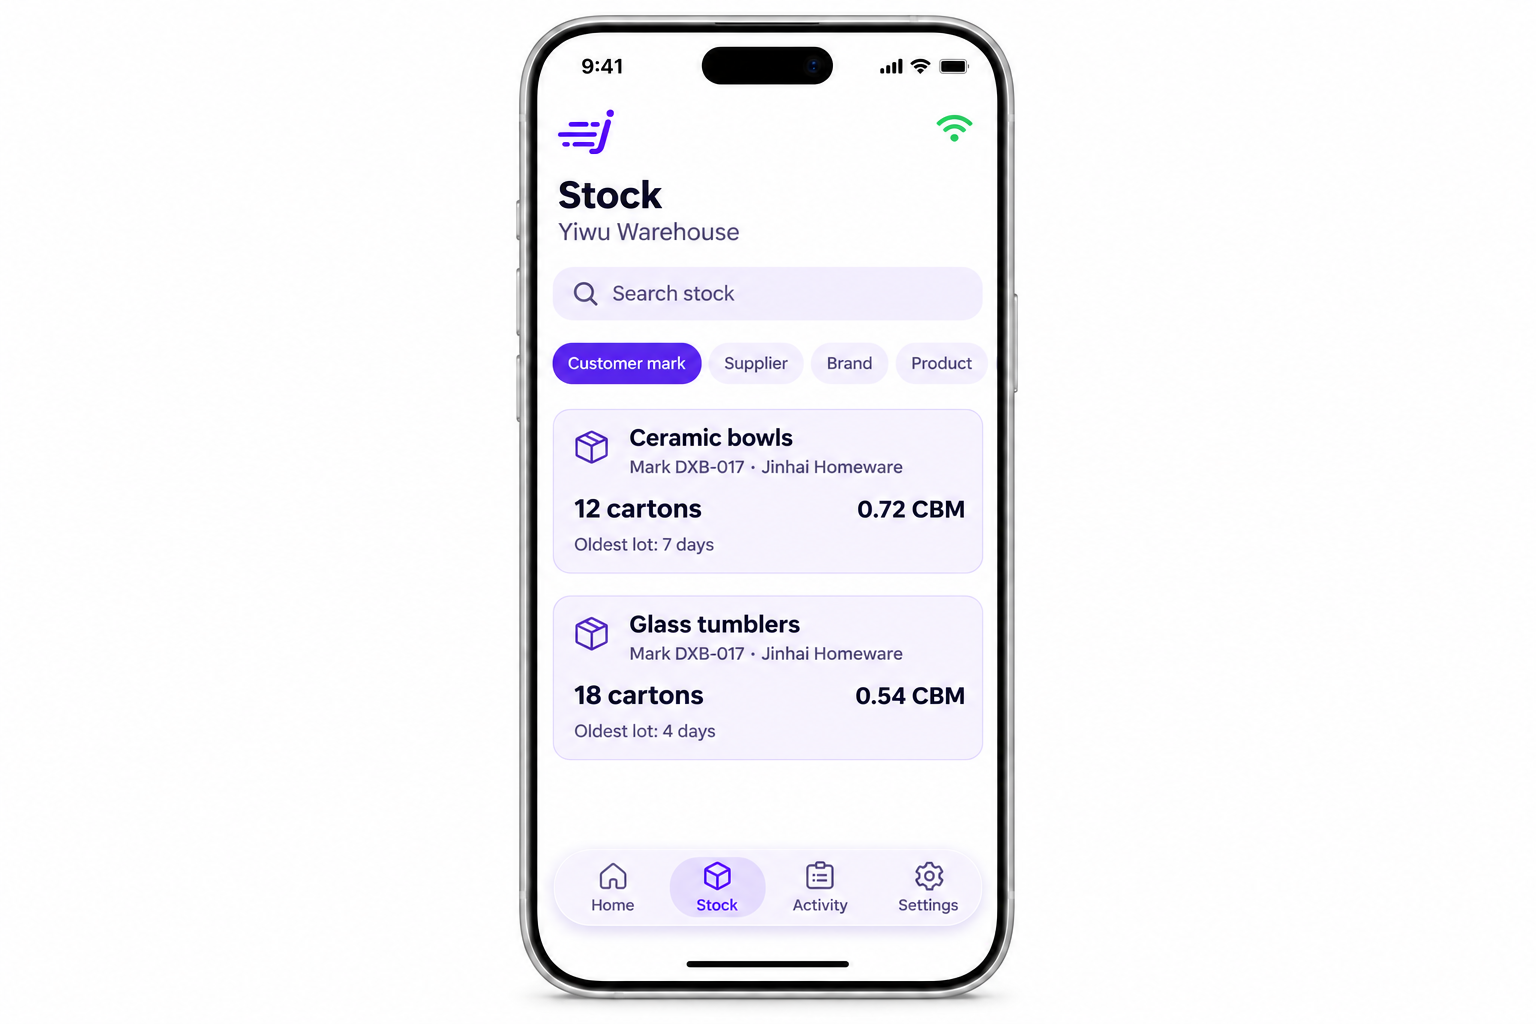 9:41
Stock
Yiwu Warehouse
Search stock
Customer mark Supplier Brand Product
Ceramic bowls
Mark DXB-017 · Jinhai Homeware
12 cartons 0.72 CBM
Oldest lot: 7 days
Glass tumblers
Mark DXB-017 · Jinhai Homeware
18 cartons 0.54 CBM
Oldest lot: 4 days
Home Stock Activity Settings